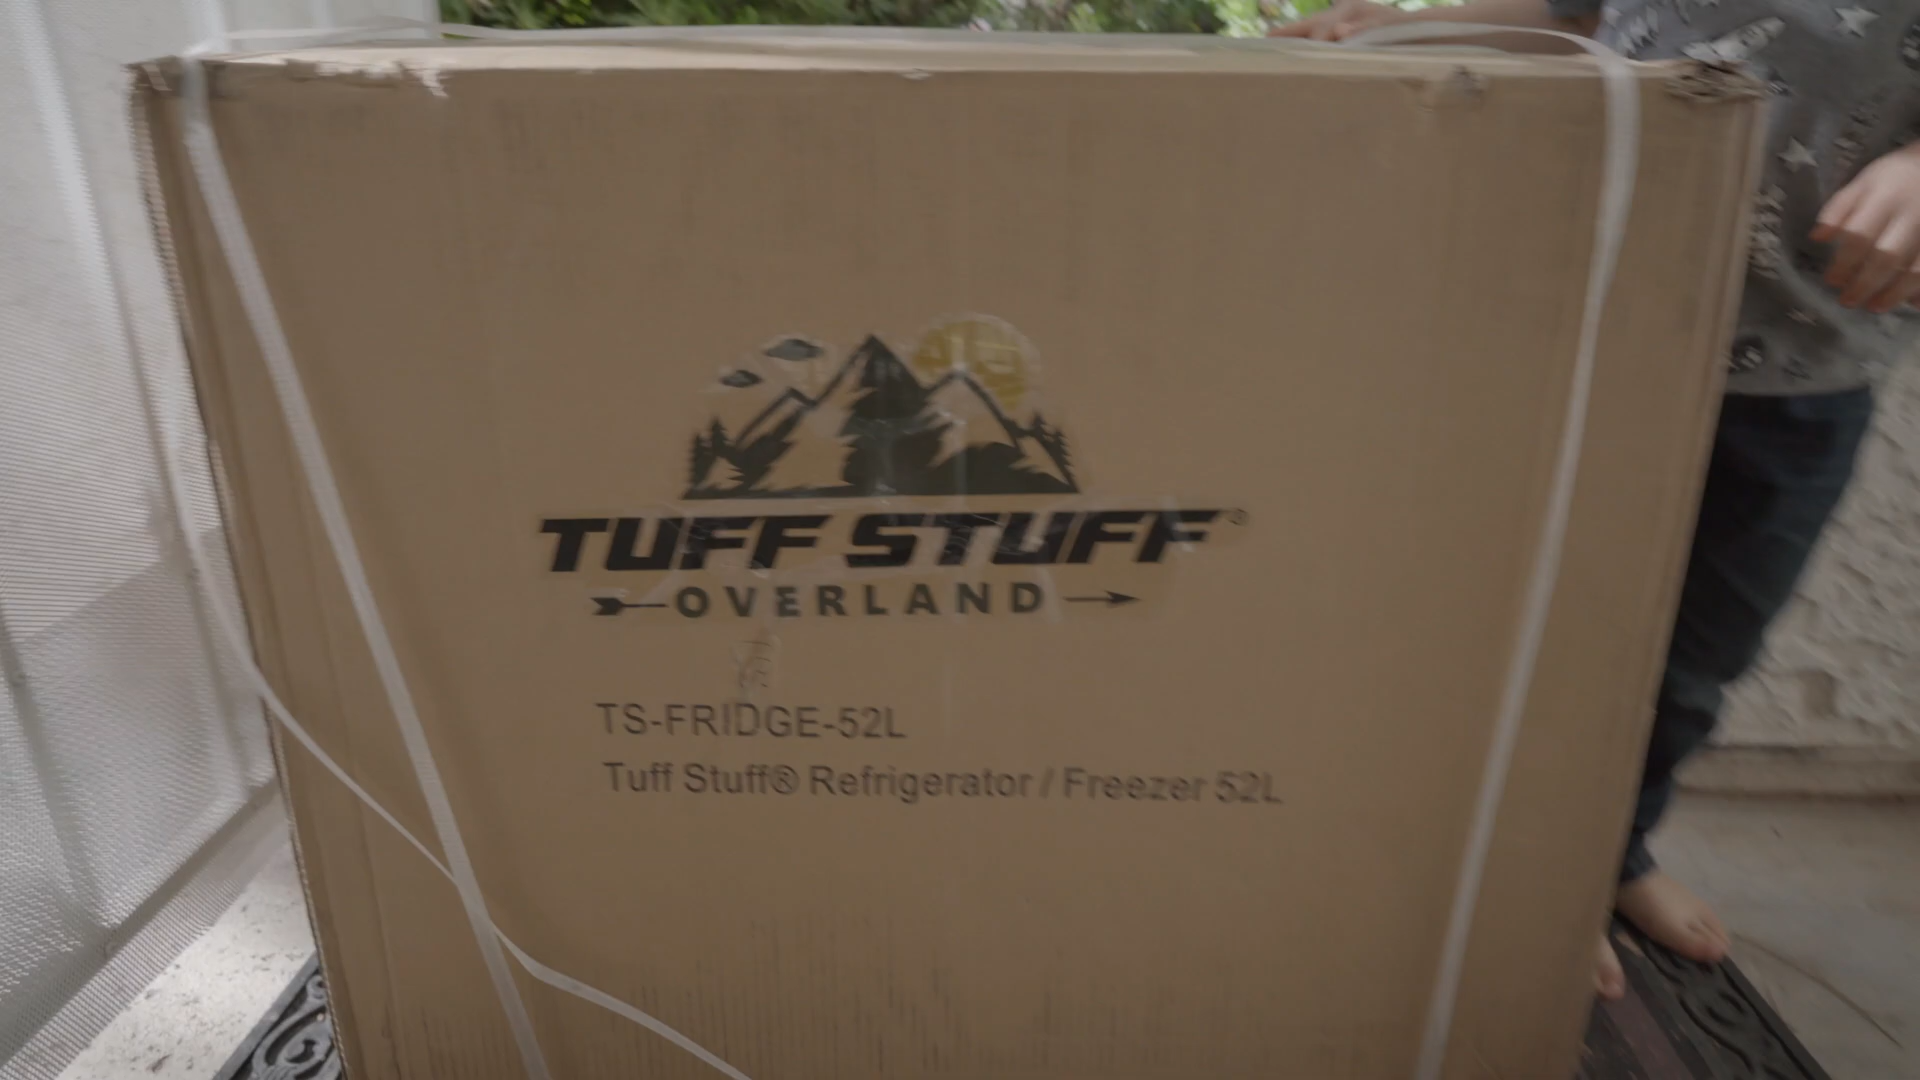 TUFF STUFF®
OVERLAND
TS-FRIDGE-52L
Tuff Stuff® Refrigerator / Freezer 52L